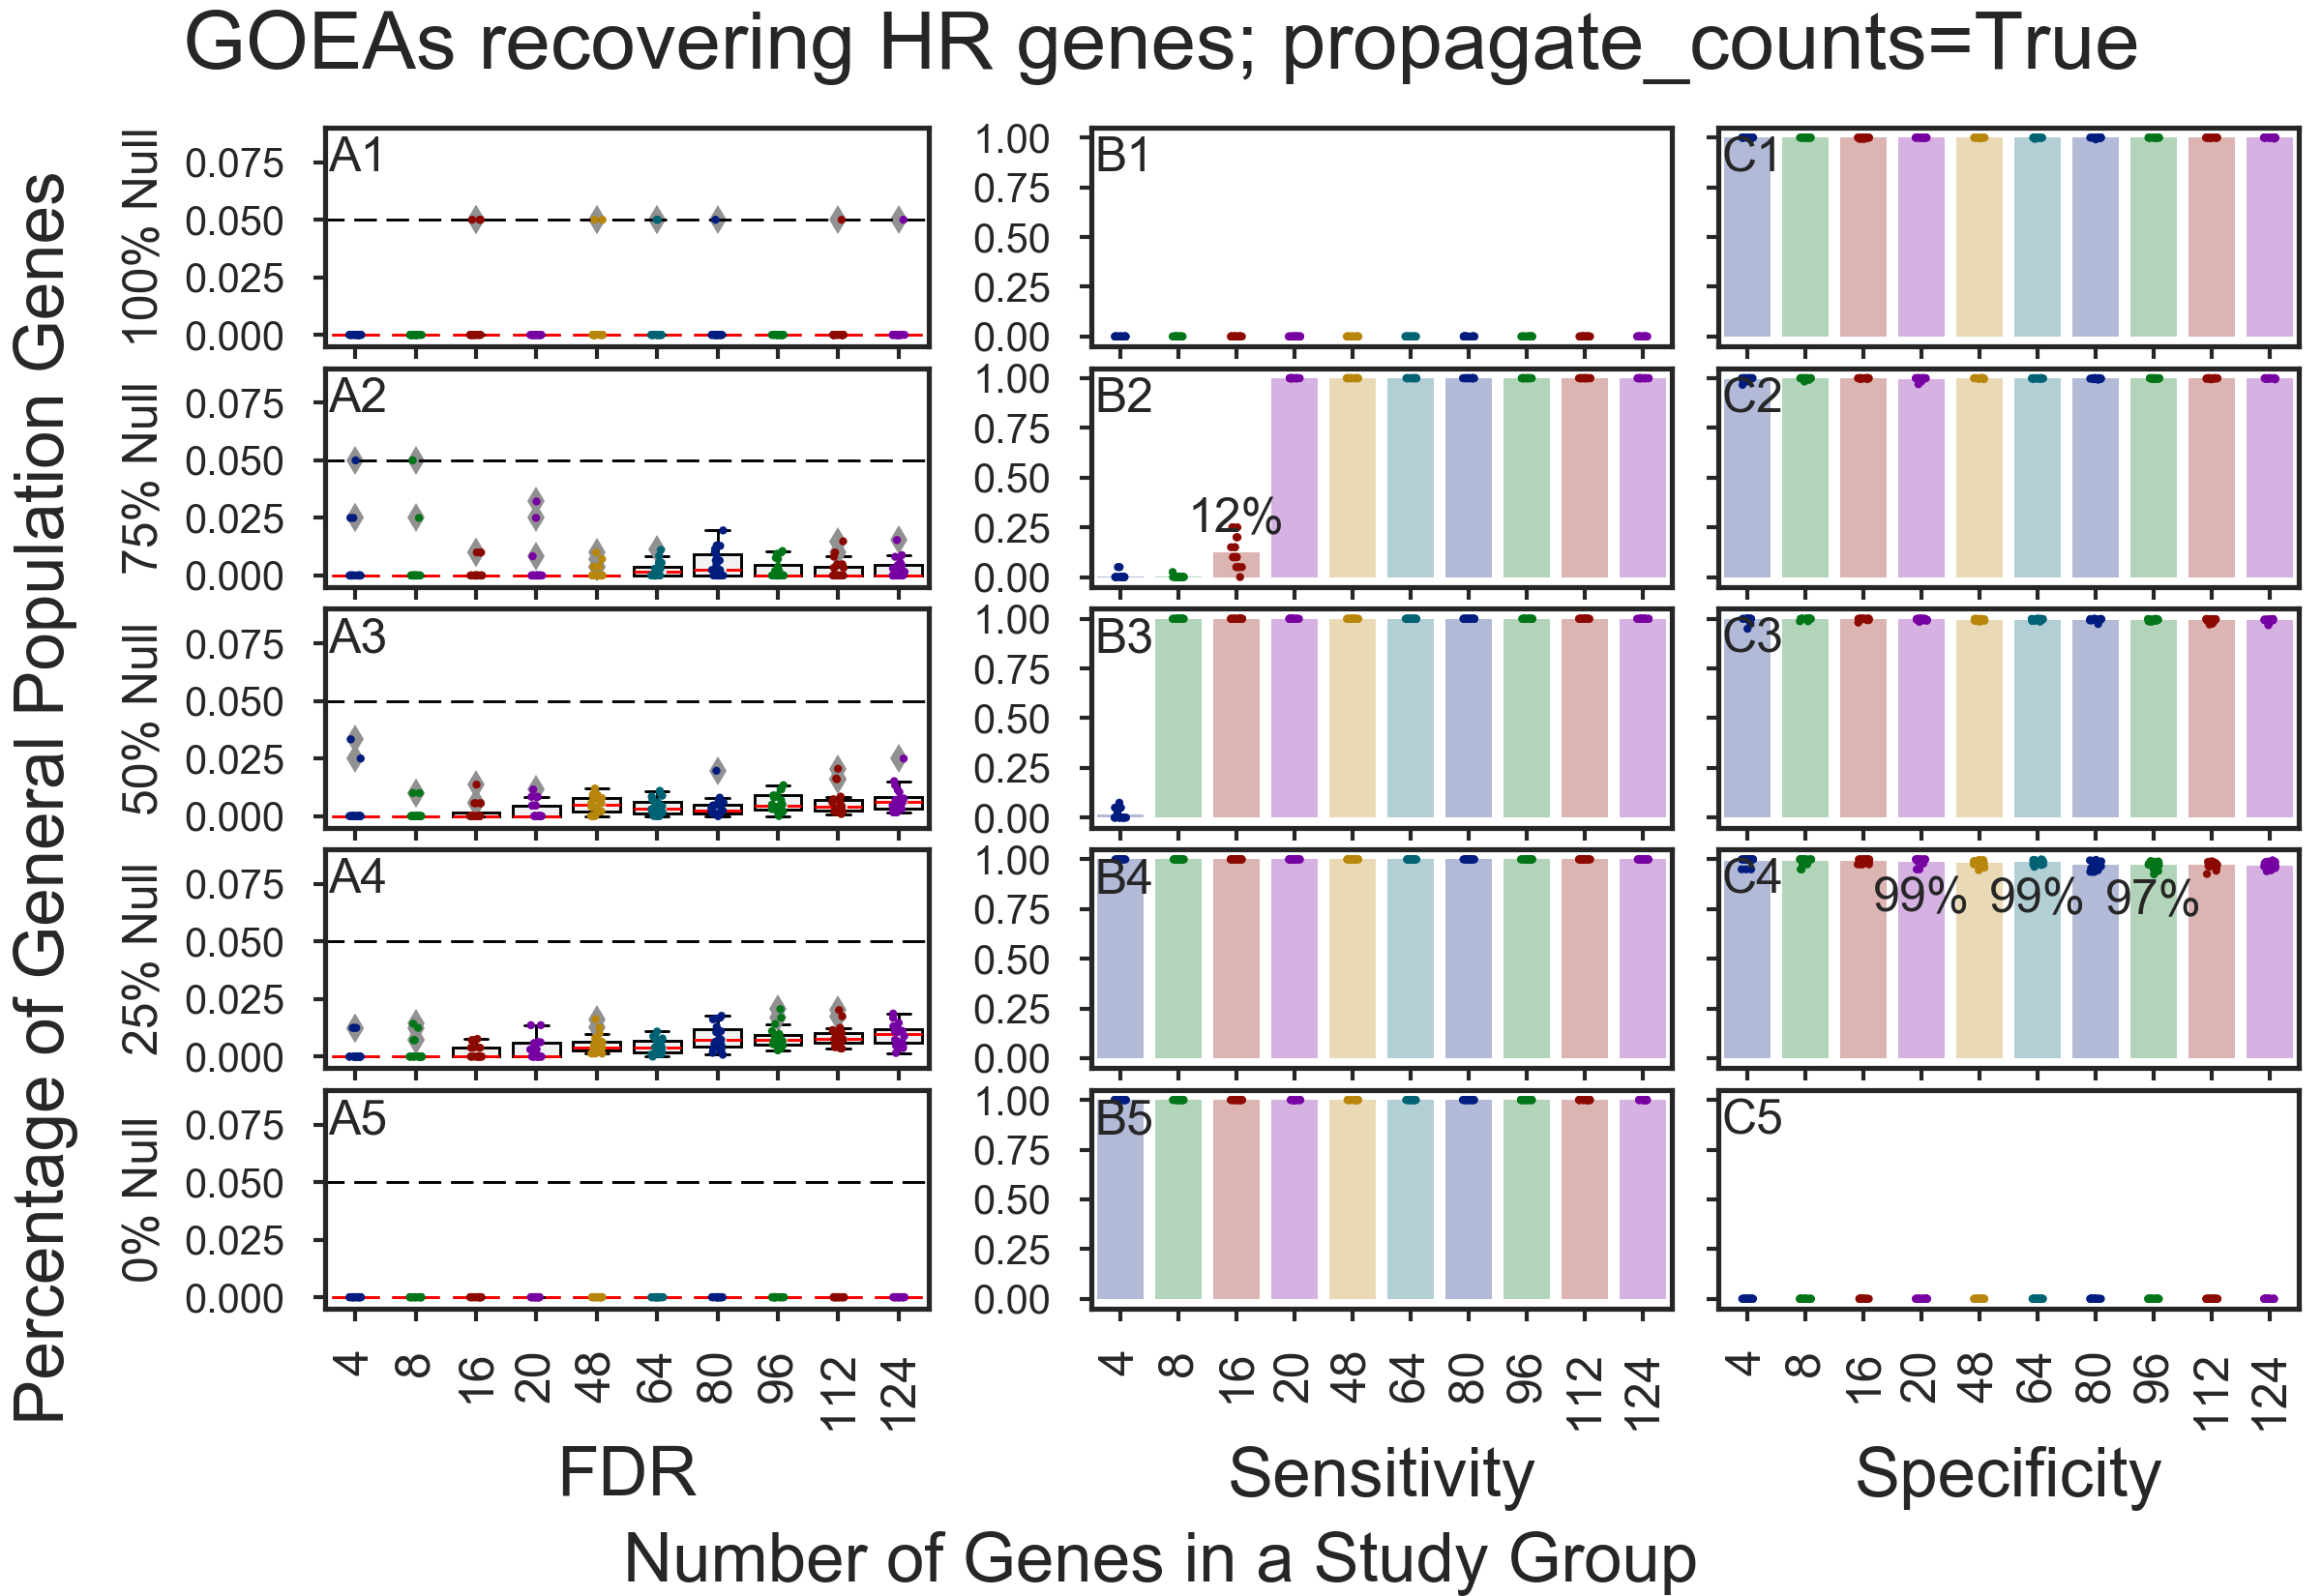 GOEAs recovering HR genes; propagate_counts=True
Percentage of General Population Genes
100% Null
0.075
0.050
0.025
0.000
A1
1.00
0.75
0.50
0.25
0.00
B1
C1
75% Null
0.075
0.050
0.025
0.000
A2
1.00
0.75
0.50
0.25
0.00
B2
12%
C2
50% Null
0.075
0.050
0.025
0.000
A3
1.00
0.75
0.50
0.25
0.00
B3
C3
25% Null
0.075
0.050
0.025
0.000
A4
1.00
0.75
0.50
0.25
0.00
B4
C4
99% 99% 97%
0% Null
0.075
0.050
0.025
0.000
A5
1.00
0.75
0.50
0.25
0.00
B5
C5
4 8 16 20 48 64 80 96 112 124
4 8 16 20 48 64 80 96 112 124
4 8 16 20 48 64 80 96 112 124
FDR
Sensitivity
Specificity
Number of Genes in a Study Group